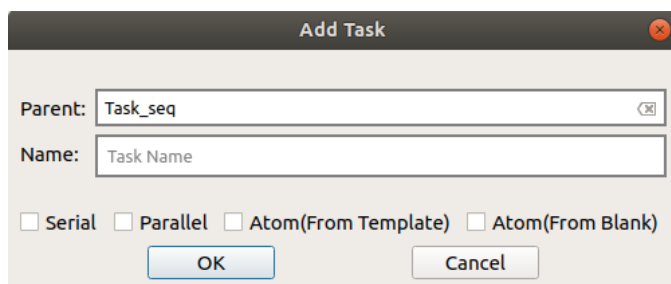 Add Task
Parent: Task_seq
Name: Task Name
Serial Parallel Atom(From Template) Atom(From Blank)
OK Cancel